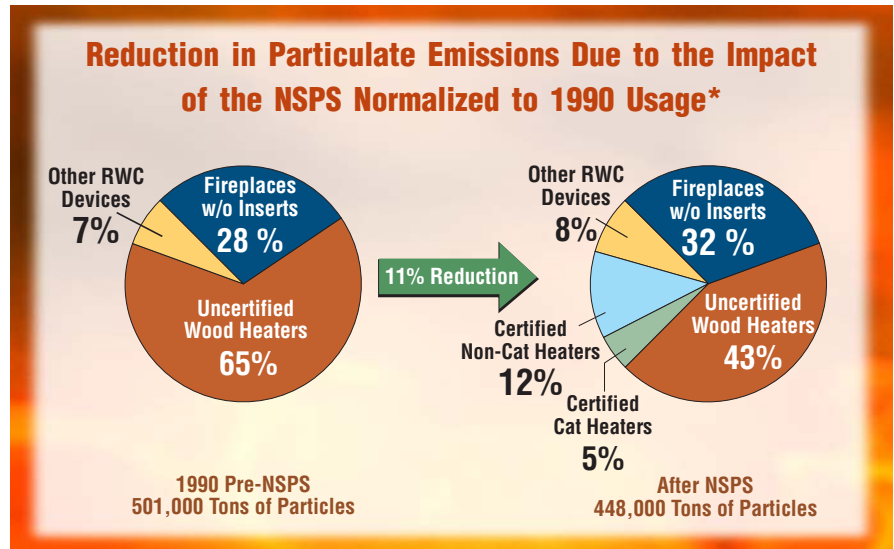 Reduction in Particulate Emissions Due to the Impact
of the NSPS Normalized to 1990 Usage*
Other RWC
Devices
7%
Fireplaces
w/o Inserts
28 %
Uncertified
Wood Heaters
65%
1990 Pre-NSPS
501,000 Tons of Particles
11% Reduction
Other RWC
Devices
8%
Fireplaces
w/o Inserts
32 %
Uncertified
Wood Heaters
43%
Certified
Non-Cat Heaters
12%
Certified
Cat Heaters
5%
After NSPS
448,000 Tons of Particles